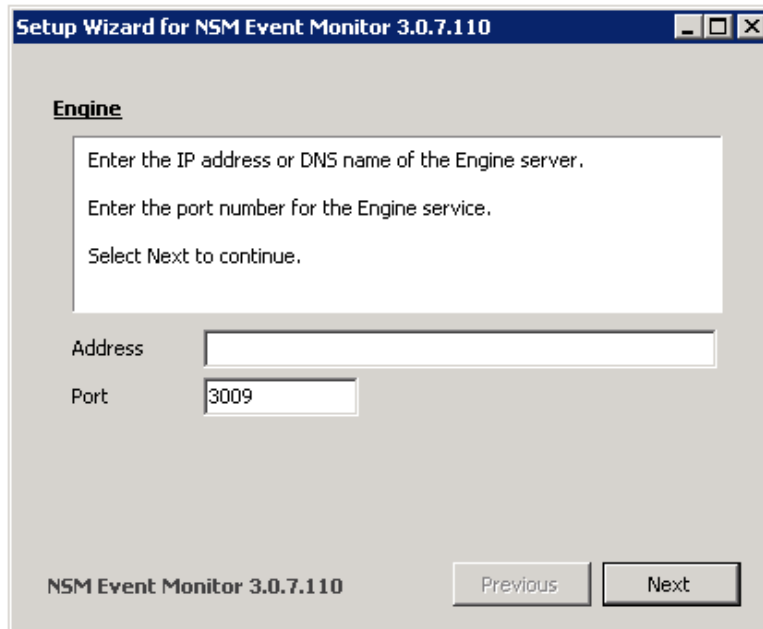 Setup Wizard for NSM Event Monitor 3.0.7.110
Engine
Enter the IP address or DNS name of the Engine server.
Enter the port number for the Engine service.
Select Next to continue.
Address
Port 3009
NSM Event Monitor 3.0.7.110 Previous Next